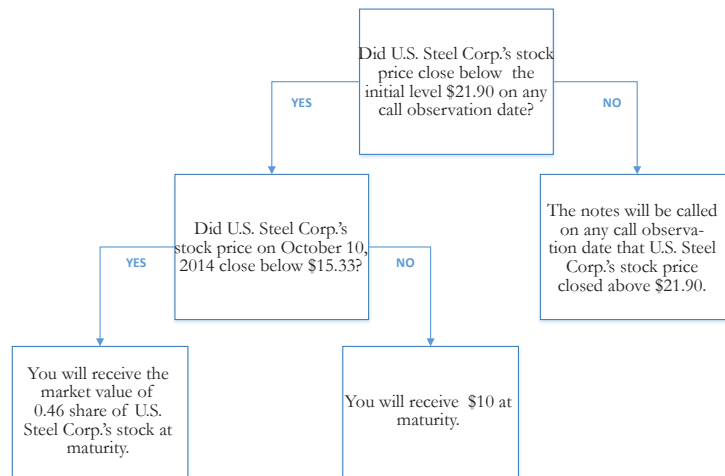 Did U.S. Steel Corp.'s stock
price close below the
initial level $21.90 on any
call observation date?
YES
NO
Did U.S. Steel Corp.'s
stock price on October 10,
2014 close below $15.33?
The notes will be called
on any call observa-
tion date that U.S. Steel
Corp.'s stock price
closed above $21.90.
YES
NO
You will receive the
market value of
0.46 share of U.S.
Steel Corp.'s stock at
maturity.
You will receive $10 at
maturity.